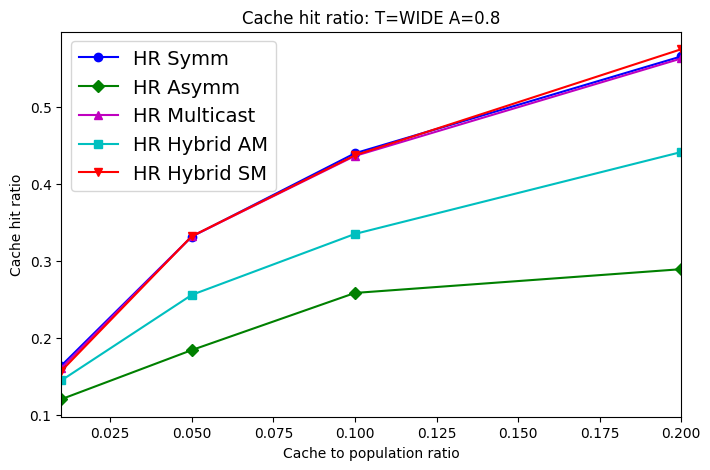 Cache hit ratio: T=WIDE A=0.8
HR Symm
HR Asymm
HR Multicast
HR Hybrid AM
HR Hybrid SM
Cache hit ratio
0.5
0.4
0.3
0.2
0.1
0.025 0.050 0.075 0.100 0.125 0.150 0.175 0.200
Cache to population ratio